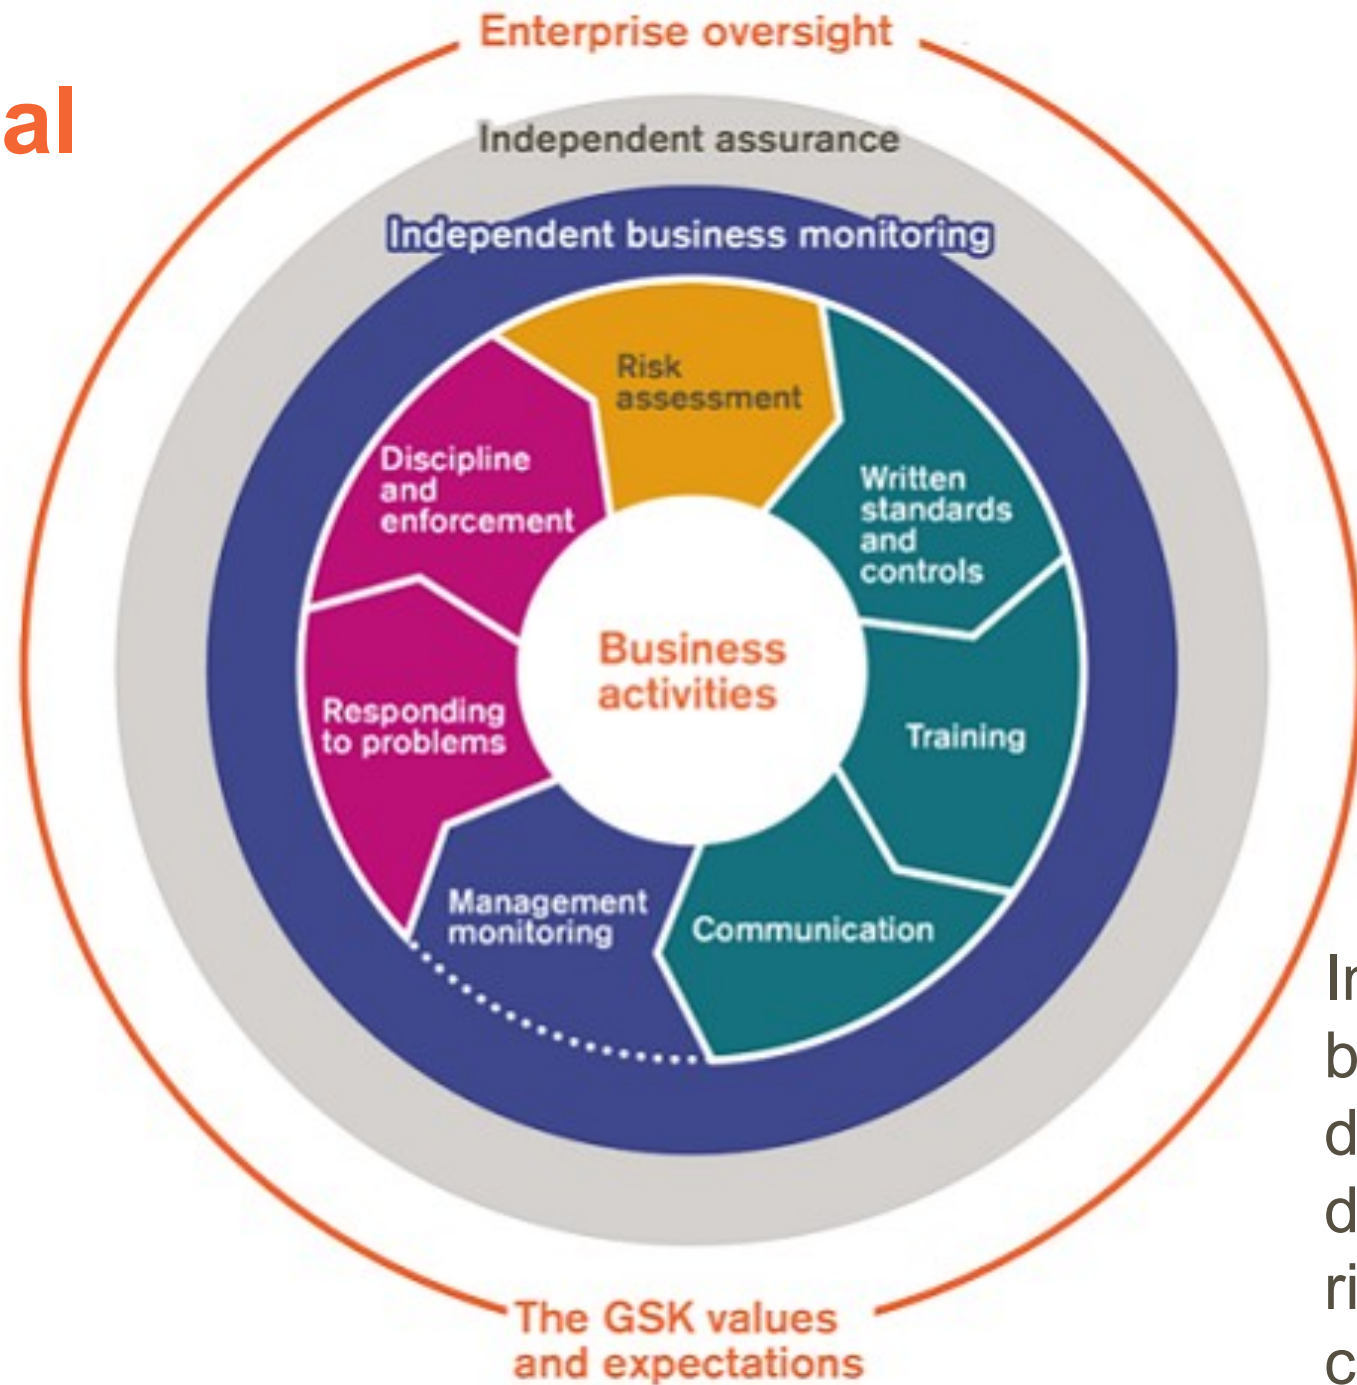 Enterprise oversight
al
Independent assurance
Independent business monitoring
Risk
assessment
Written
standards
and
controls
Training
Communication
Management
monitoring
Responding
to problems
Discipline
and
enforcement
Business
activities
The GSK values
and expectations